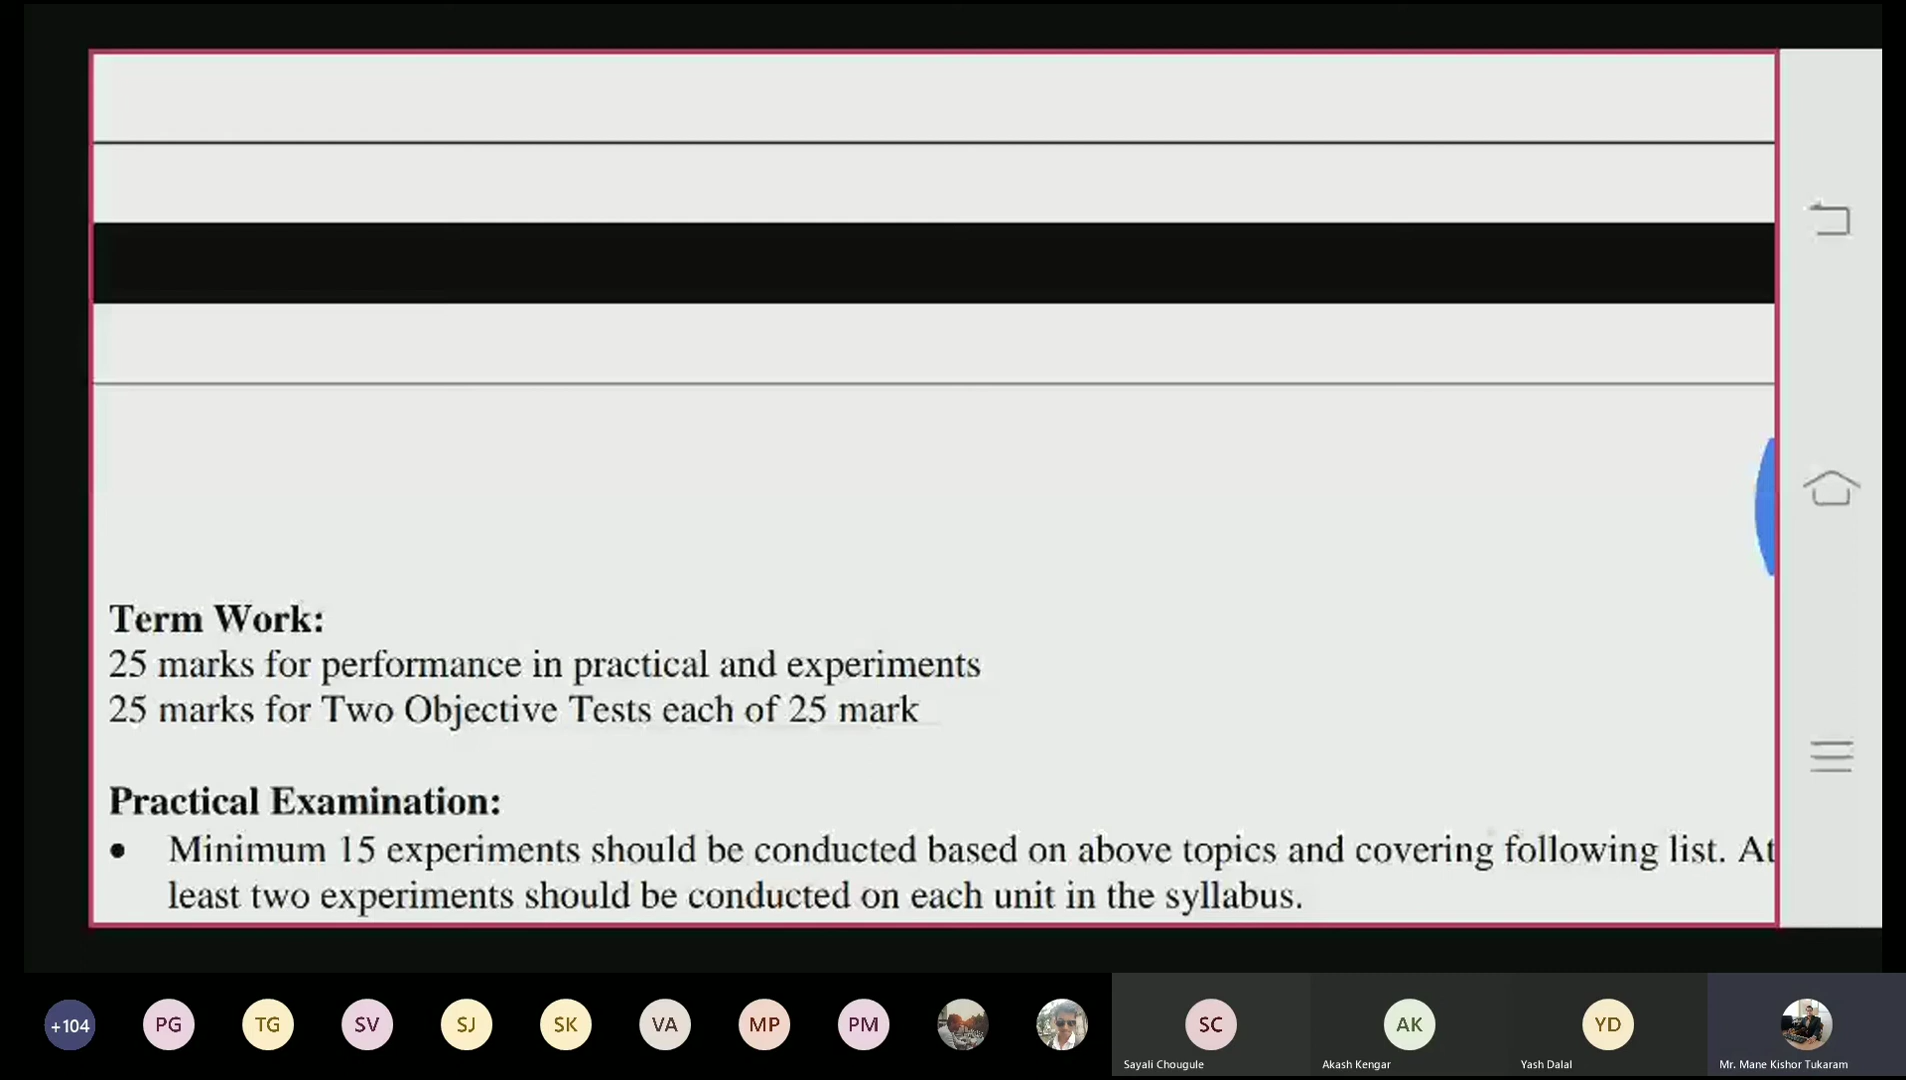 Term Work:
25 marks for performance in practical and experiments
25 marks for Two Objective Tests each of 25 mark
Practical Examination:
• Minimum 15 experiments should be conducted based on above topics and covering following list. At
least two experiments should be conducted on each unit in the syllabus.
+104 PG TG SV SJ SK VA MP PM SC AK YD
Sayali Chougule Akash Kengar Yash Dalal Mr. Mane Kishor Tukaram